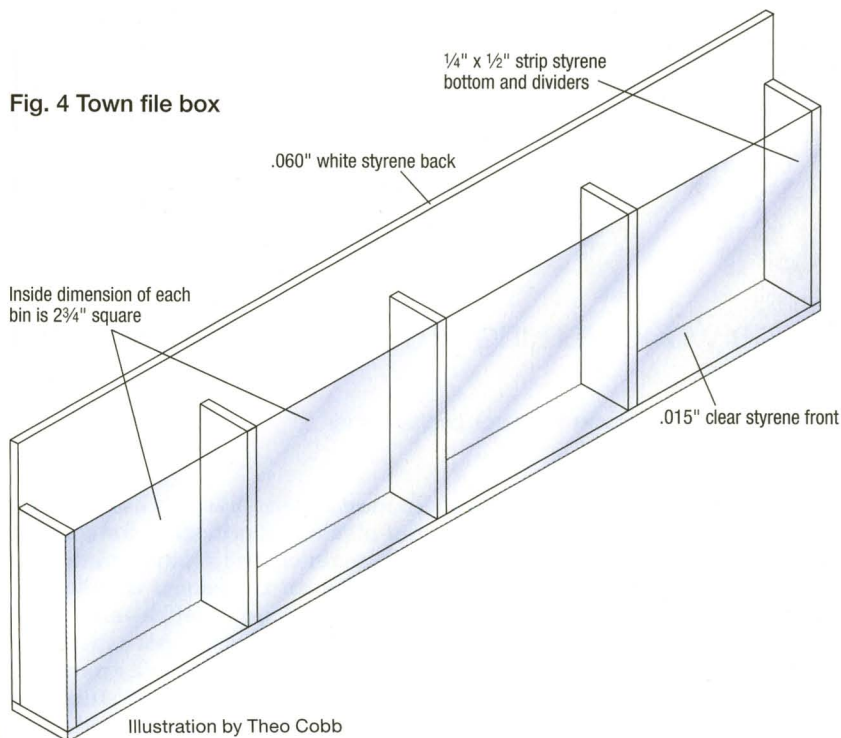 Fig. 4 Town file box
¼" x ½" strip styrene
bottom and dividers
.060" white styrene back
Inside dimension of each
bin is 2¾" square
.015" clear styrene front
Illustration by Theo Cobb